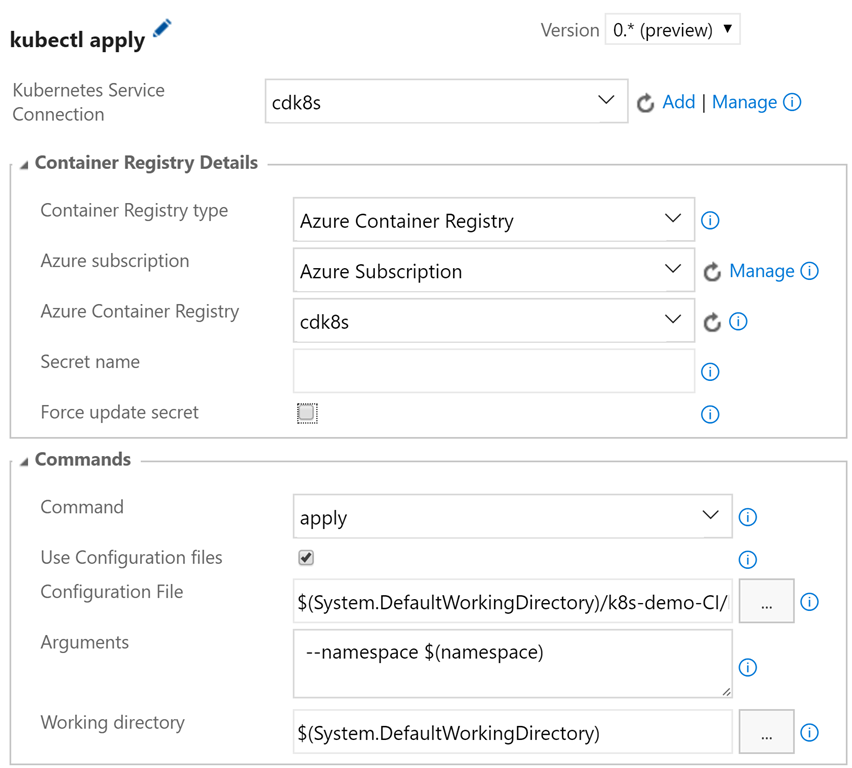 kubectl apply
Version 0.* (preview)
Kubernetes Service
Connection
cdk8s
Add | Manage
Container Registry Details
Container Registry type
Azure Container Registry
Azure subscription
Azure Subscription
Manage
Azure Container Registry
cdk8s
Secret name
Force update secret
Commands
Command
apply
Use Configuration files
Configuration File
$(System.DefaultWorkingDirectory)/k8s-demo-CI/
...
Arguments
--namespace $(namespace)
Working directory
$(System.DefaultWorkingDirectory)
...